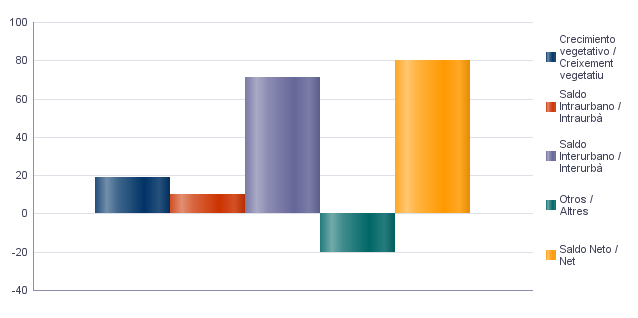 100
80
60
40
20
0
-20
-40
Crecimiento
vegetativo /
Creixement
vegetatiu
Saldo
Intraurbano /
Intraurbà
Saldo
Interurbano /
Interurbà
Otros /
Altres
Saldo Neto /
Net